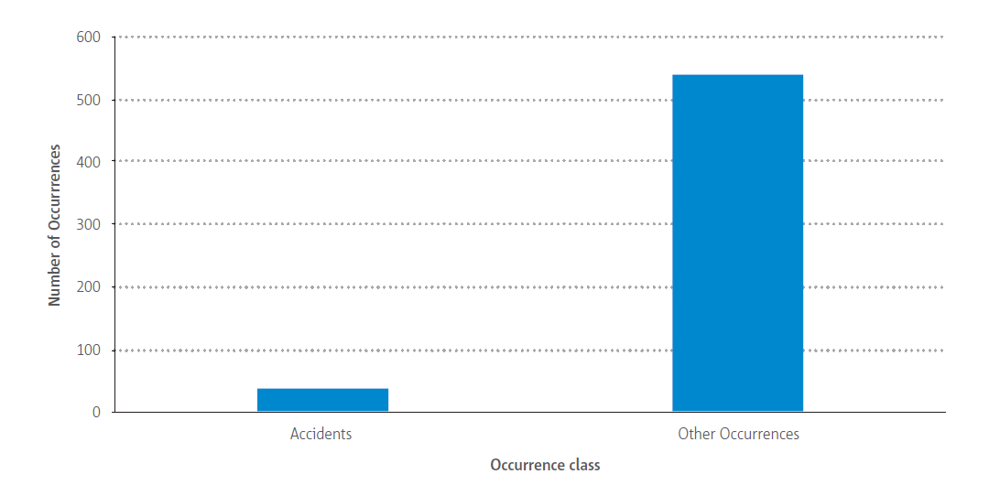 600
500
400
300
200
100
0
Number of Occurrrences
Accidents
Other Occurrences
Occurrence class